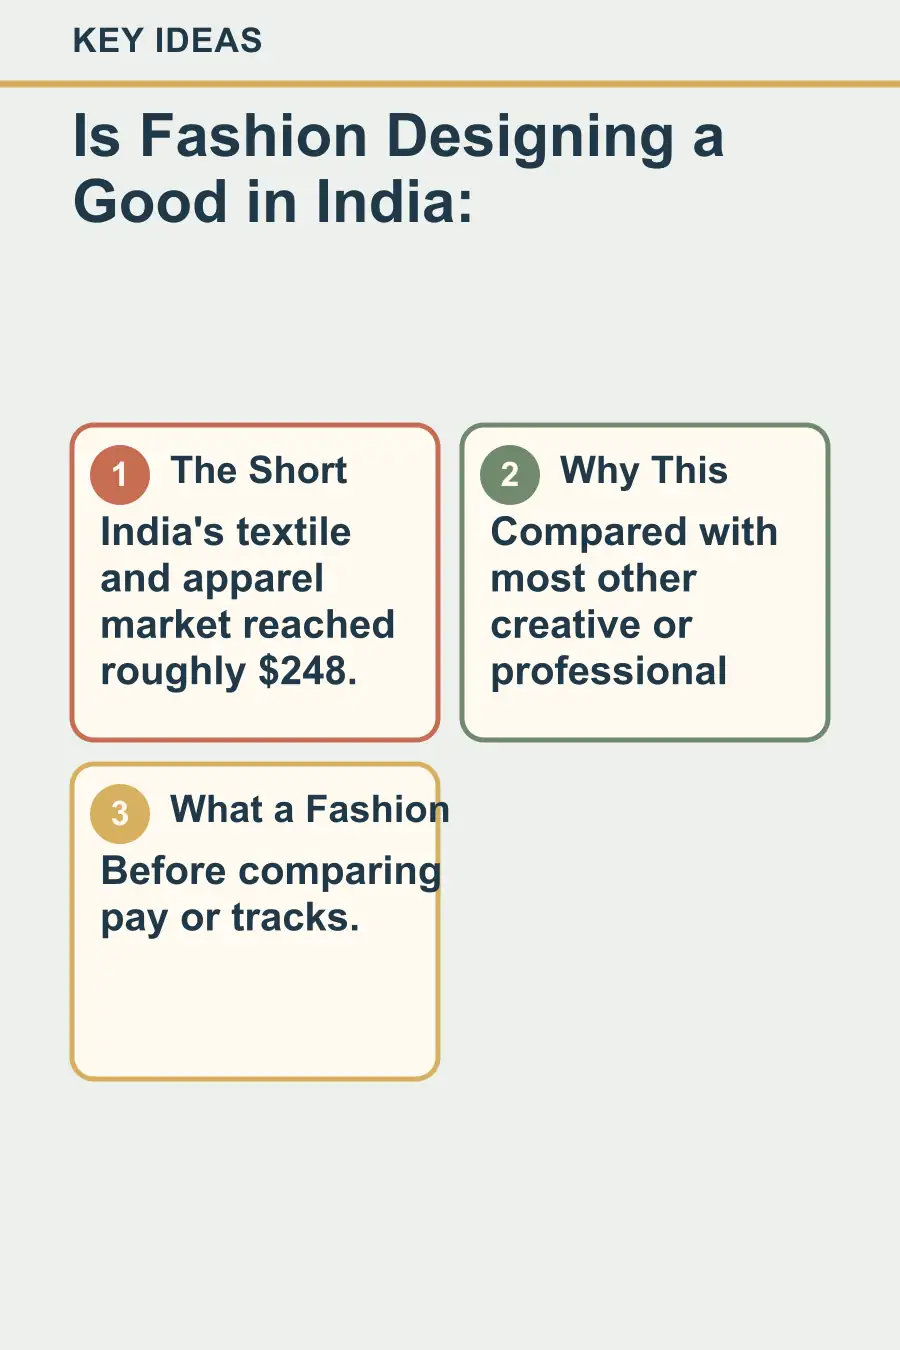 KEY IDEAS
Is Fashion Designing a
Good in India:
1 The Short
India's textile
and apparel
market reached
roughly $248.
2 Why This
Compared with
most other
creative or
professional
3 What a Fashion
Before comparing
pay or tracks.